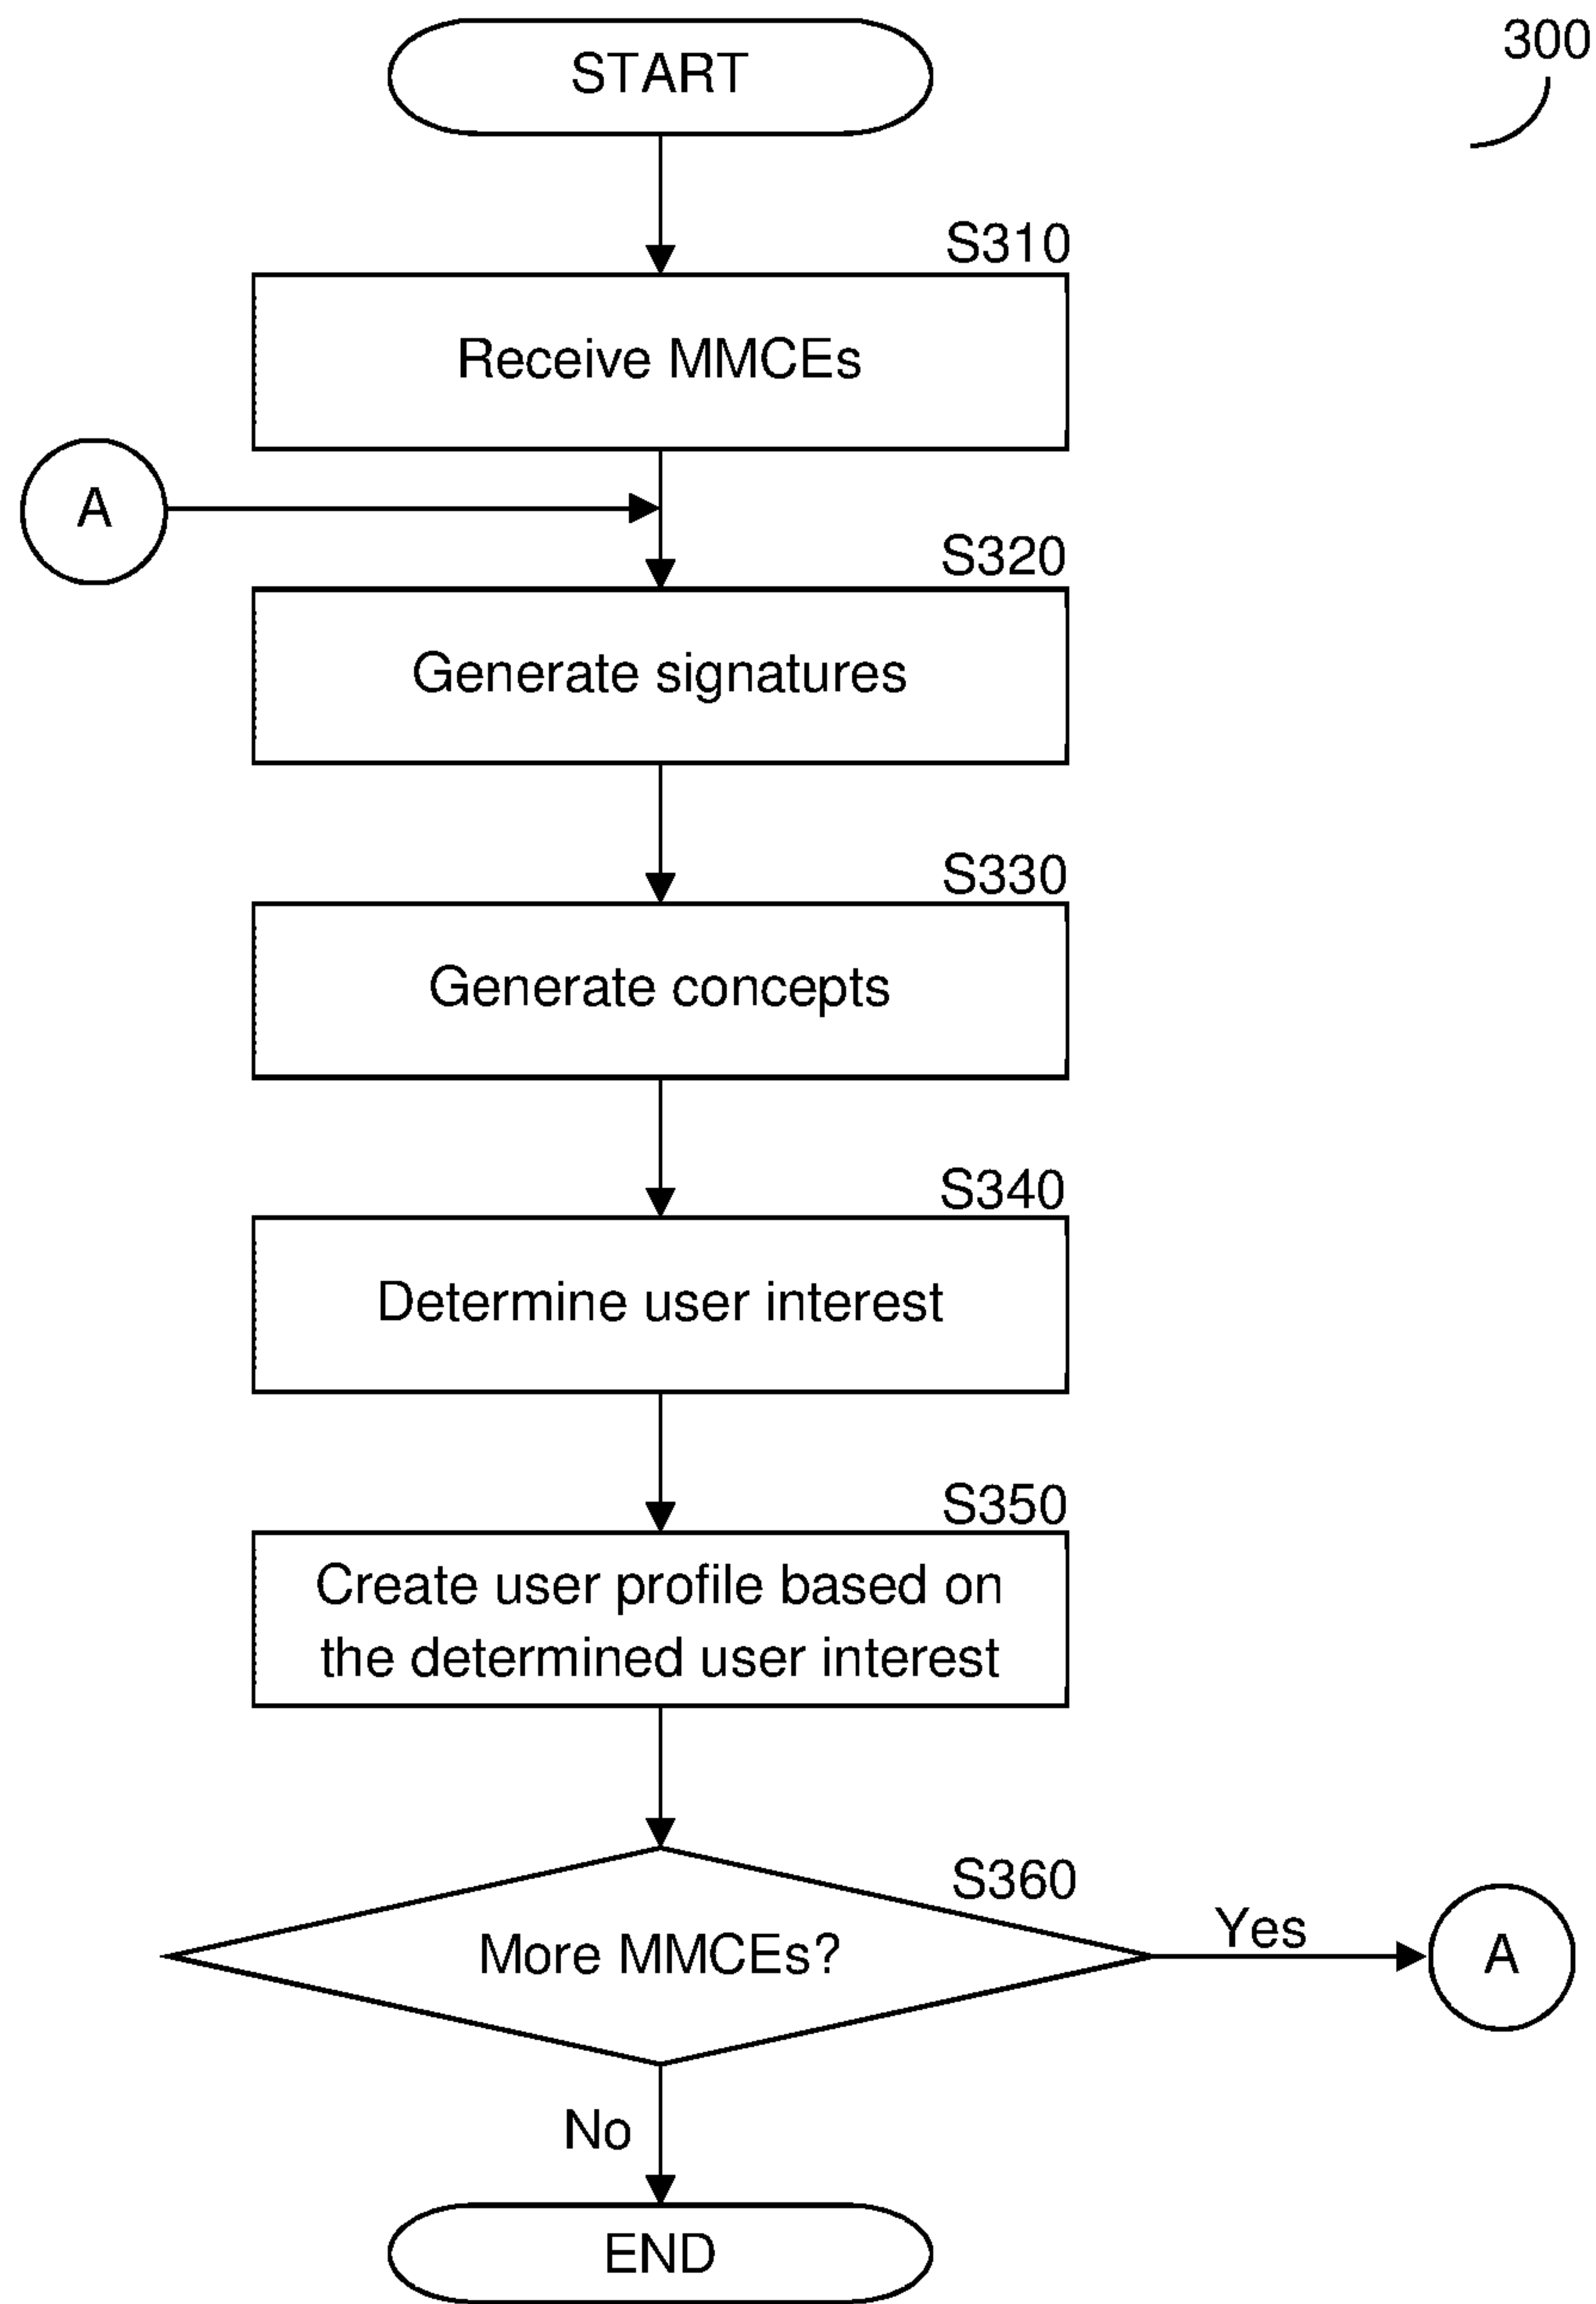 START
300
S310
Receive MMCEs
A
S320
Generate signatures
S330
Generate concepts
S340
Determine user interest
S350
Create user profile based on
the determined user interest
S360
More MMCEs?
Yes
A
No
END